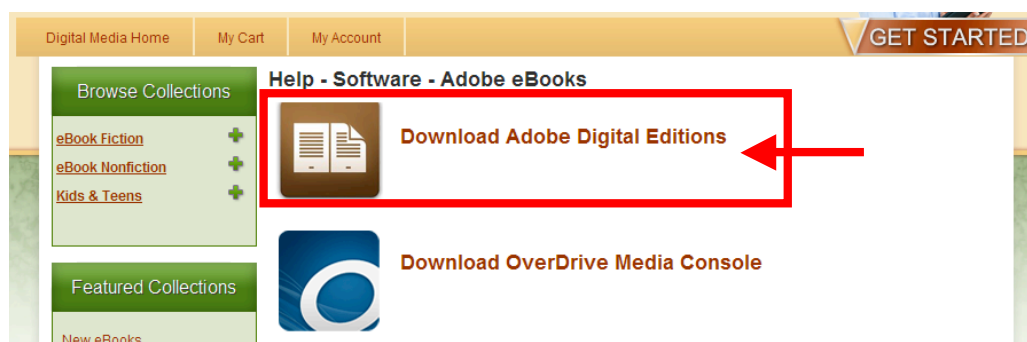 Digital Media Home My Cart My Account GET STARTED
Browse Collections
eBook Fiction
eBook Nonfiction
Kids & Teens
Featured Collections
New eBooks
Help - Software - Adobe eBooks
Download Adobe Digital Editions
Download OverDrive Media Console